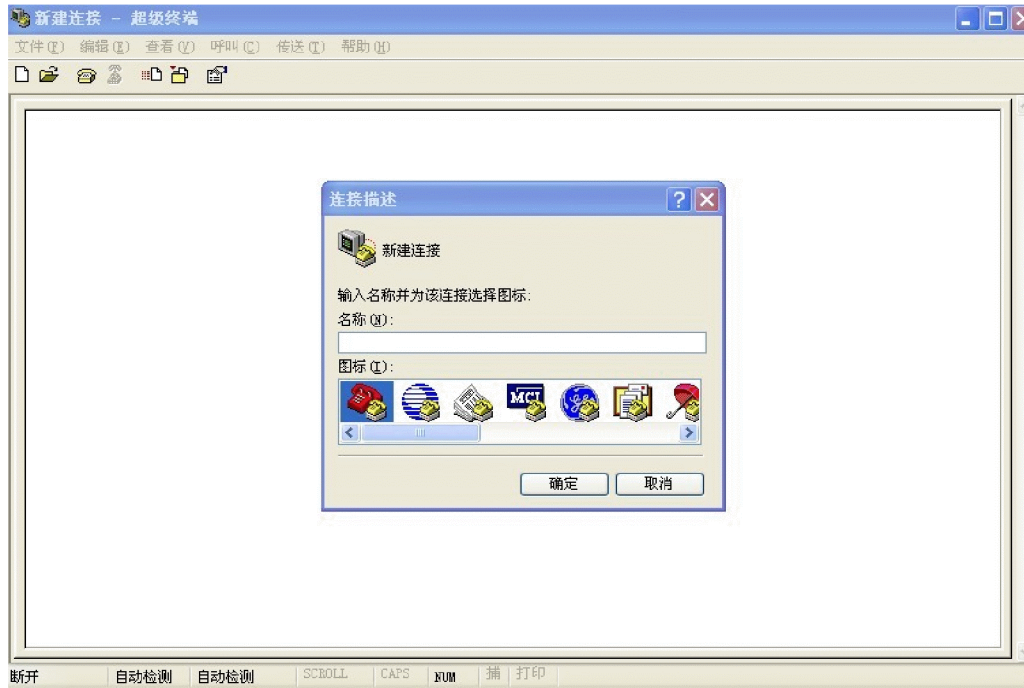 新建连接 - 超级终端
文件(F) 编辑(E) 查看(V) 呼叫(C) 传送(T) 帮助(H)
连接描述
新建连接
输入名称并为该连接选择图标:
名称(N):
图标(I):
MCI
确定 取消
断开 自动检测 自动检测 SCROLL CAPS NUM 捕 打印